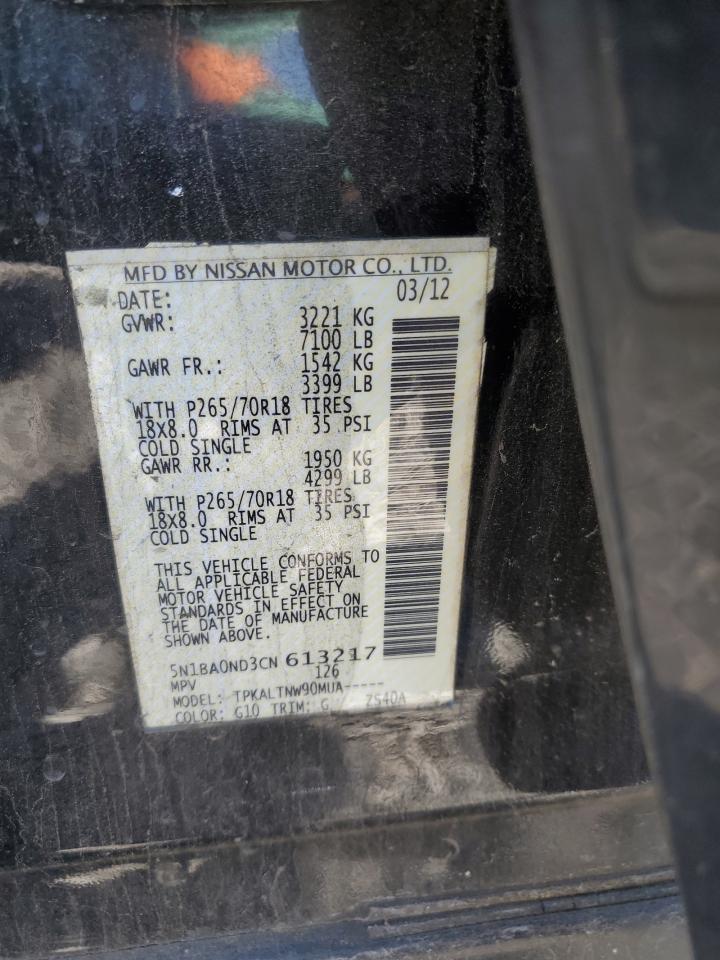 MFD BY NISSAN MOTOR CO., LTD.
DATE: 03/12
GVWR: 3221 KG
7100 LB
GAWR FR.: 1542 KG
3399 LB
WITH P265/70R18 TIRES
18X8.0 RIMS AT 35 PSI
COLD SINGLE
GAWR RR.: 1950 KG
4299 LB
WITH P265/70R18 TIRES
18X8.0 RIMS AT 35 PSI
COLD SINGLE
THIS VEHICLE CONFORMS TO
ALL APPLICABLE FEDERAL
MOTOR VEHICLE SAFETY
STANDARDS IN EFFECT ON
THE DATE OF MANUFACTURE
SHOWN ABOVE.
5N1BA0ND3CN 613217
MPV 126
MODEL: TPKALTNW90MUA-----
COLOR: G10 TRIM: G ZS40A